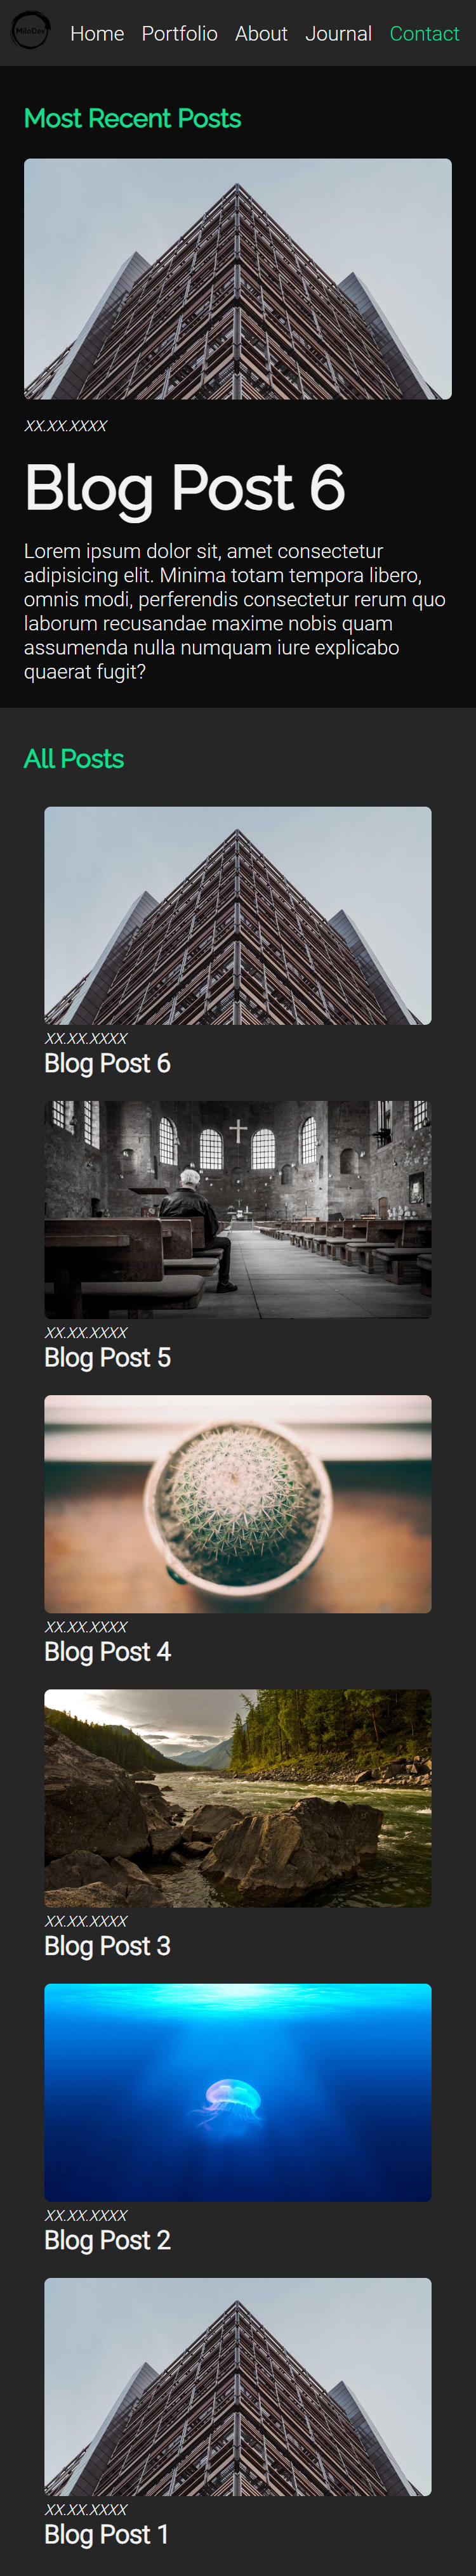 MiloDev
Home Portfolio About Journal Contact
Most Recent Posts
XX.XX.XXXX
Blog Post 6
Lorem ipsum dolor sit, amet consectetur
adipisicing elit. Minima totam tempora libero,
omnis modi, perferendis consectetur rerum quo
laborum recusandae maxime nobis quam
assumenda nulla numquam iure explicabo
quaerat fugit?
All Posts
XX.XX.XXXX
Blog Post 6
XX.XX.XXXX
Blog Post 5
XX.XX.XXXX
Blog Post 4
XX.XX.XXXX
Blog Post 3
XX.XX.XXXX
Blog Post 2
XX.XX.XXXX
Blog Post 1